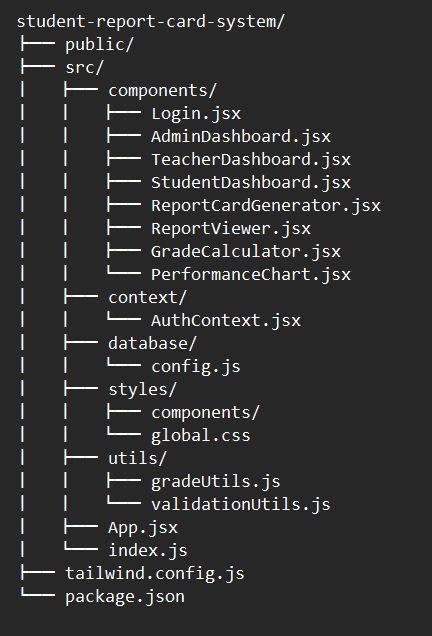 student-report-card-system/
├── public/
├── src/
│   ├── components/
│   │   ├── Login.jsx
│   │   ├── AdminDashboard.jsx
│   │   ├── TeacherDashboard.jsx
│   │   ├── StudentDashboard.jsx
│   │   ├── ReportCardGenerator.jsx
│   │   ├── ReportViewer.jsx
│   │   ├── GradeCalculator.jsx
│   │   └── PerformanceChart.jsx
│   ├── context/
│   │   └── AuthContext.jsx
│   ├── database/
│   │   └── config.js
│   ├── styles/
│   │   ├── components/
│   │   └── global.css
│   ├── utils/
│   │   ├── gradeUtils.js
│   │   └── validationUtils.js
│   ├── App.jsx
│   └── index.js
├── tailwind.config.js
└── package.json